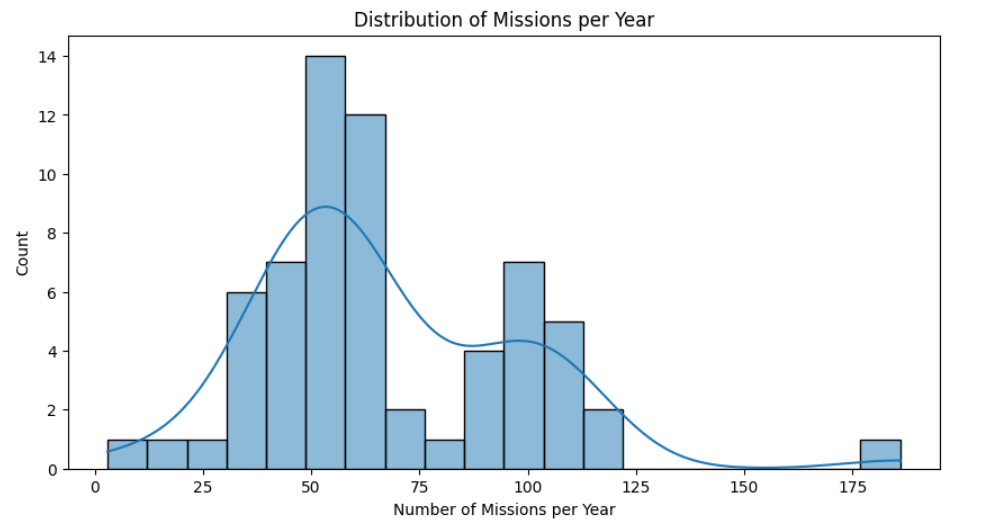 Distribution of Missions per Year
14
12
10
8
6
4
2
0
Count
0 25 50 75 100 125 150 175
Number of Missions per Year